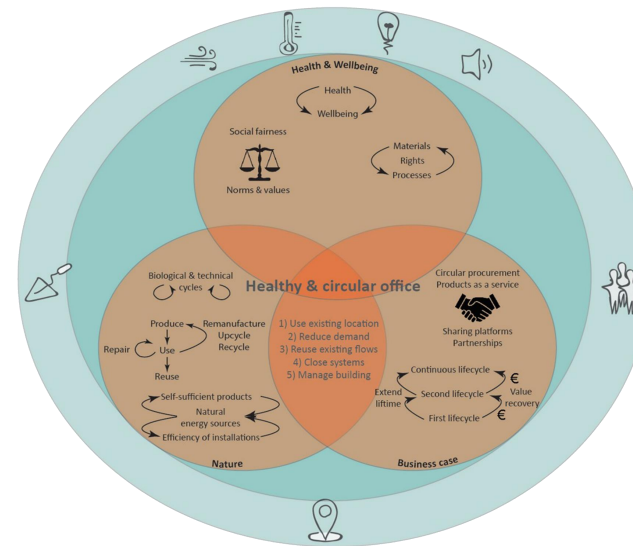 Health & Wellbeing
Health
Wellbeing
Social fairness
Norms & values
Materials
Rights
Processes
Healthy & circular office
1) Use existing location
2) Reduce demand
3) Reuse existing flows
4) Close systems
5) Manage building
Biological & technical
cycles
Produce
Remanufacture
Upcycle
Recycle
Repair
Use
Reuse
Self-sufficient products
Natural
energy sources
Efficiency of installations
Nature
Circular procurement
Products as a service
Sharing platforms
Partnerships
Continuous lifecycle
€
Extend
liftime
Second lifecycle
Value
recovery
First lifecycle
€
Business case